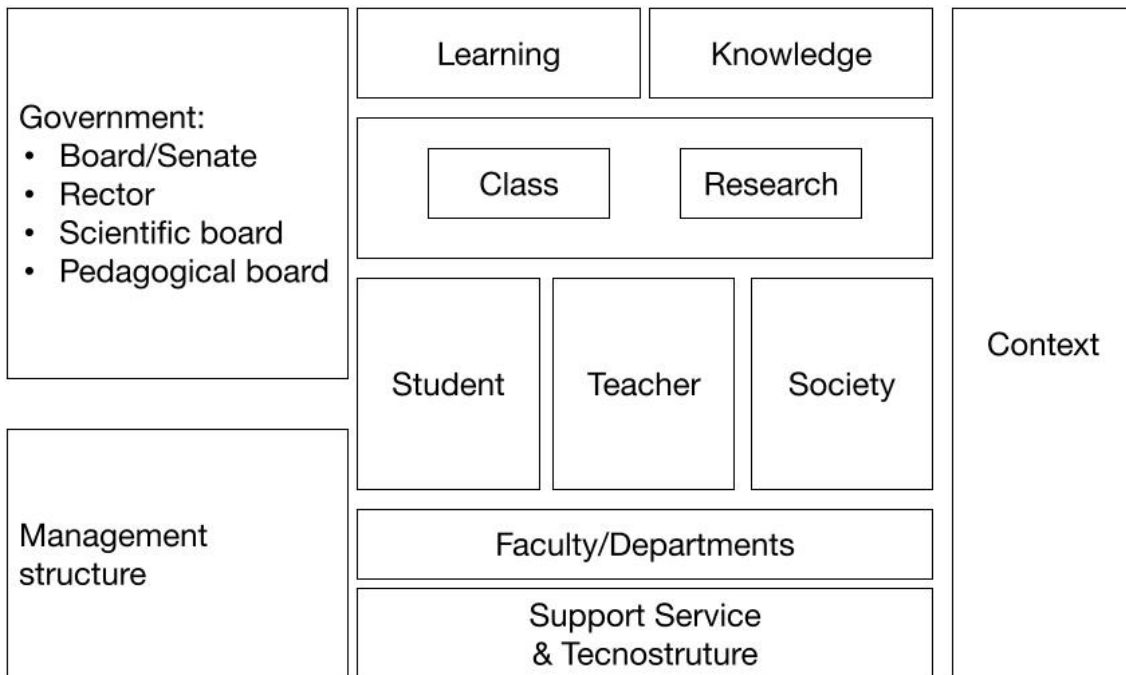 Government:
• Board/Senate
• Rector
• Scientific board
• Pedagogical board
Management
structure
Learning
Knowledge
Class
Research
Student
Teacher
Society
Faculty/Departments
Support Service
& Tecnostruture
Context